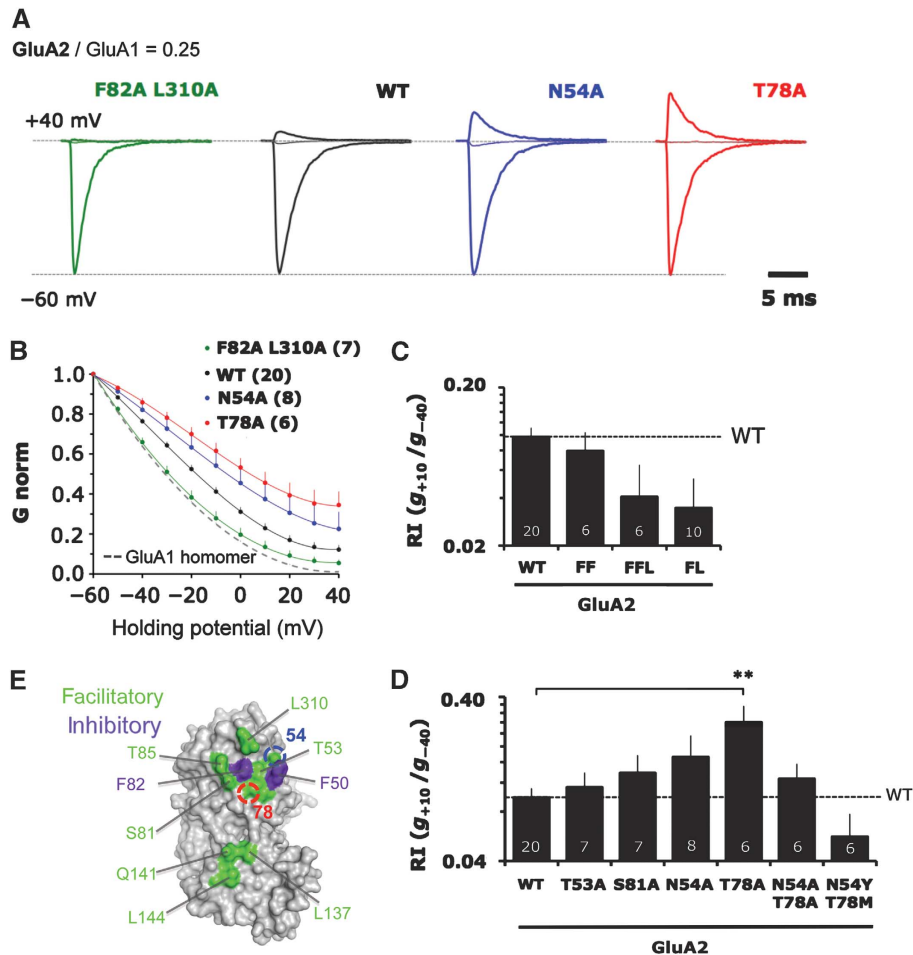 A
GluA2 / GluA1 = 0.25
F82A L310A
WT
N54A
T78A
+40 mV
−60 mV
5 ms
B
F82A L310A (7)
WT (20)
N54A (8)
T78A (6)
G norm
1.0
0.8
0.6
0.4
0.2
0.0
GluA1 homomer
−60 −40 −20 0 20 40
Holding potential (mV)
C
RI (g+10 /g−40)
0.20
0.02
WT
20 6 6 10
WT FF FFL FL
GluA2
E
Facilitatory
Inhibitory
L310
54
T53
T85
F82
F50
78
S81
Q141
L144
L137
D
RI (g+10 /g−40)
0.40
0.04
**
WT
20 7 7 8 6 6 6
WT T53A S81A N54A T78A N54A N54Y
T78A T78M
GluA2